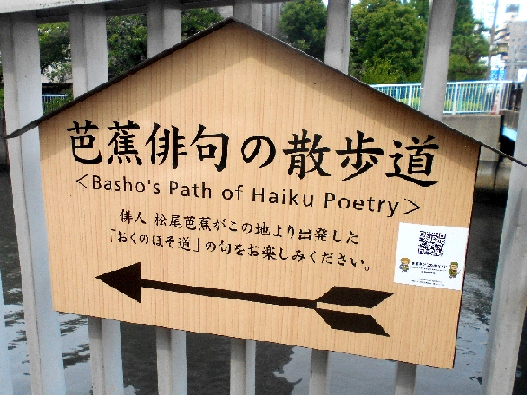 芭蕉俳句の散歩道
<Basho's Path of Haiku Poetry>
俳人 松尾芭蕉がこの地より出発した
「おくのほそ道」の句をお楽しみください。